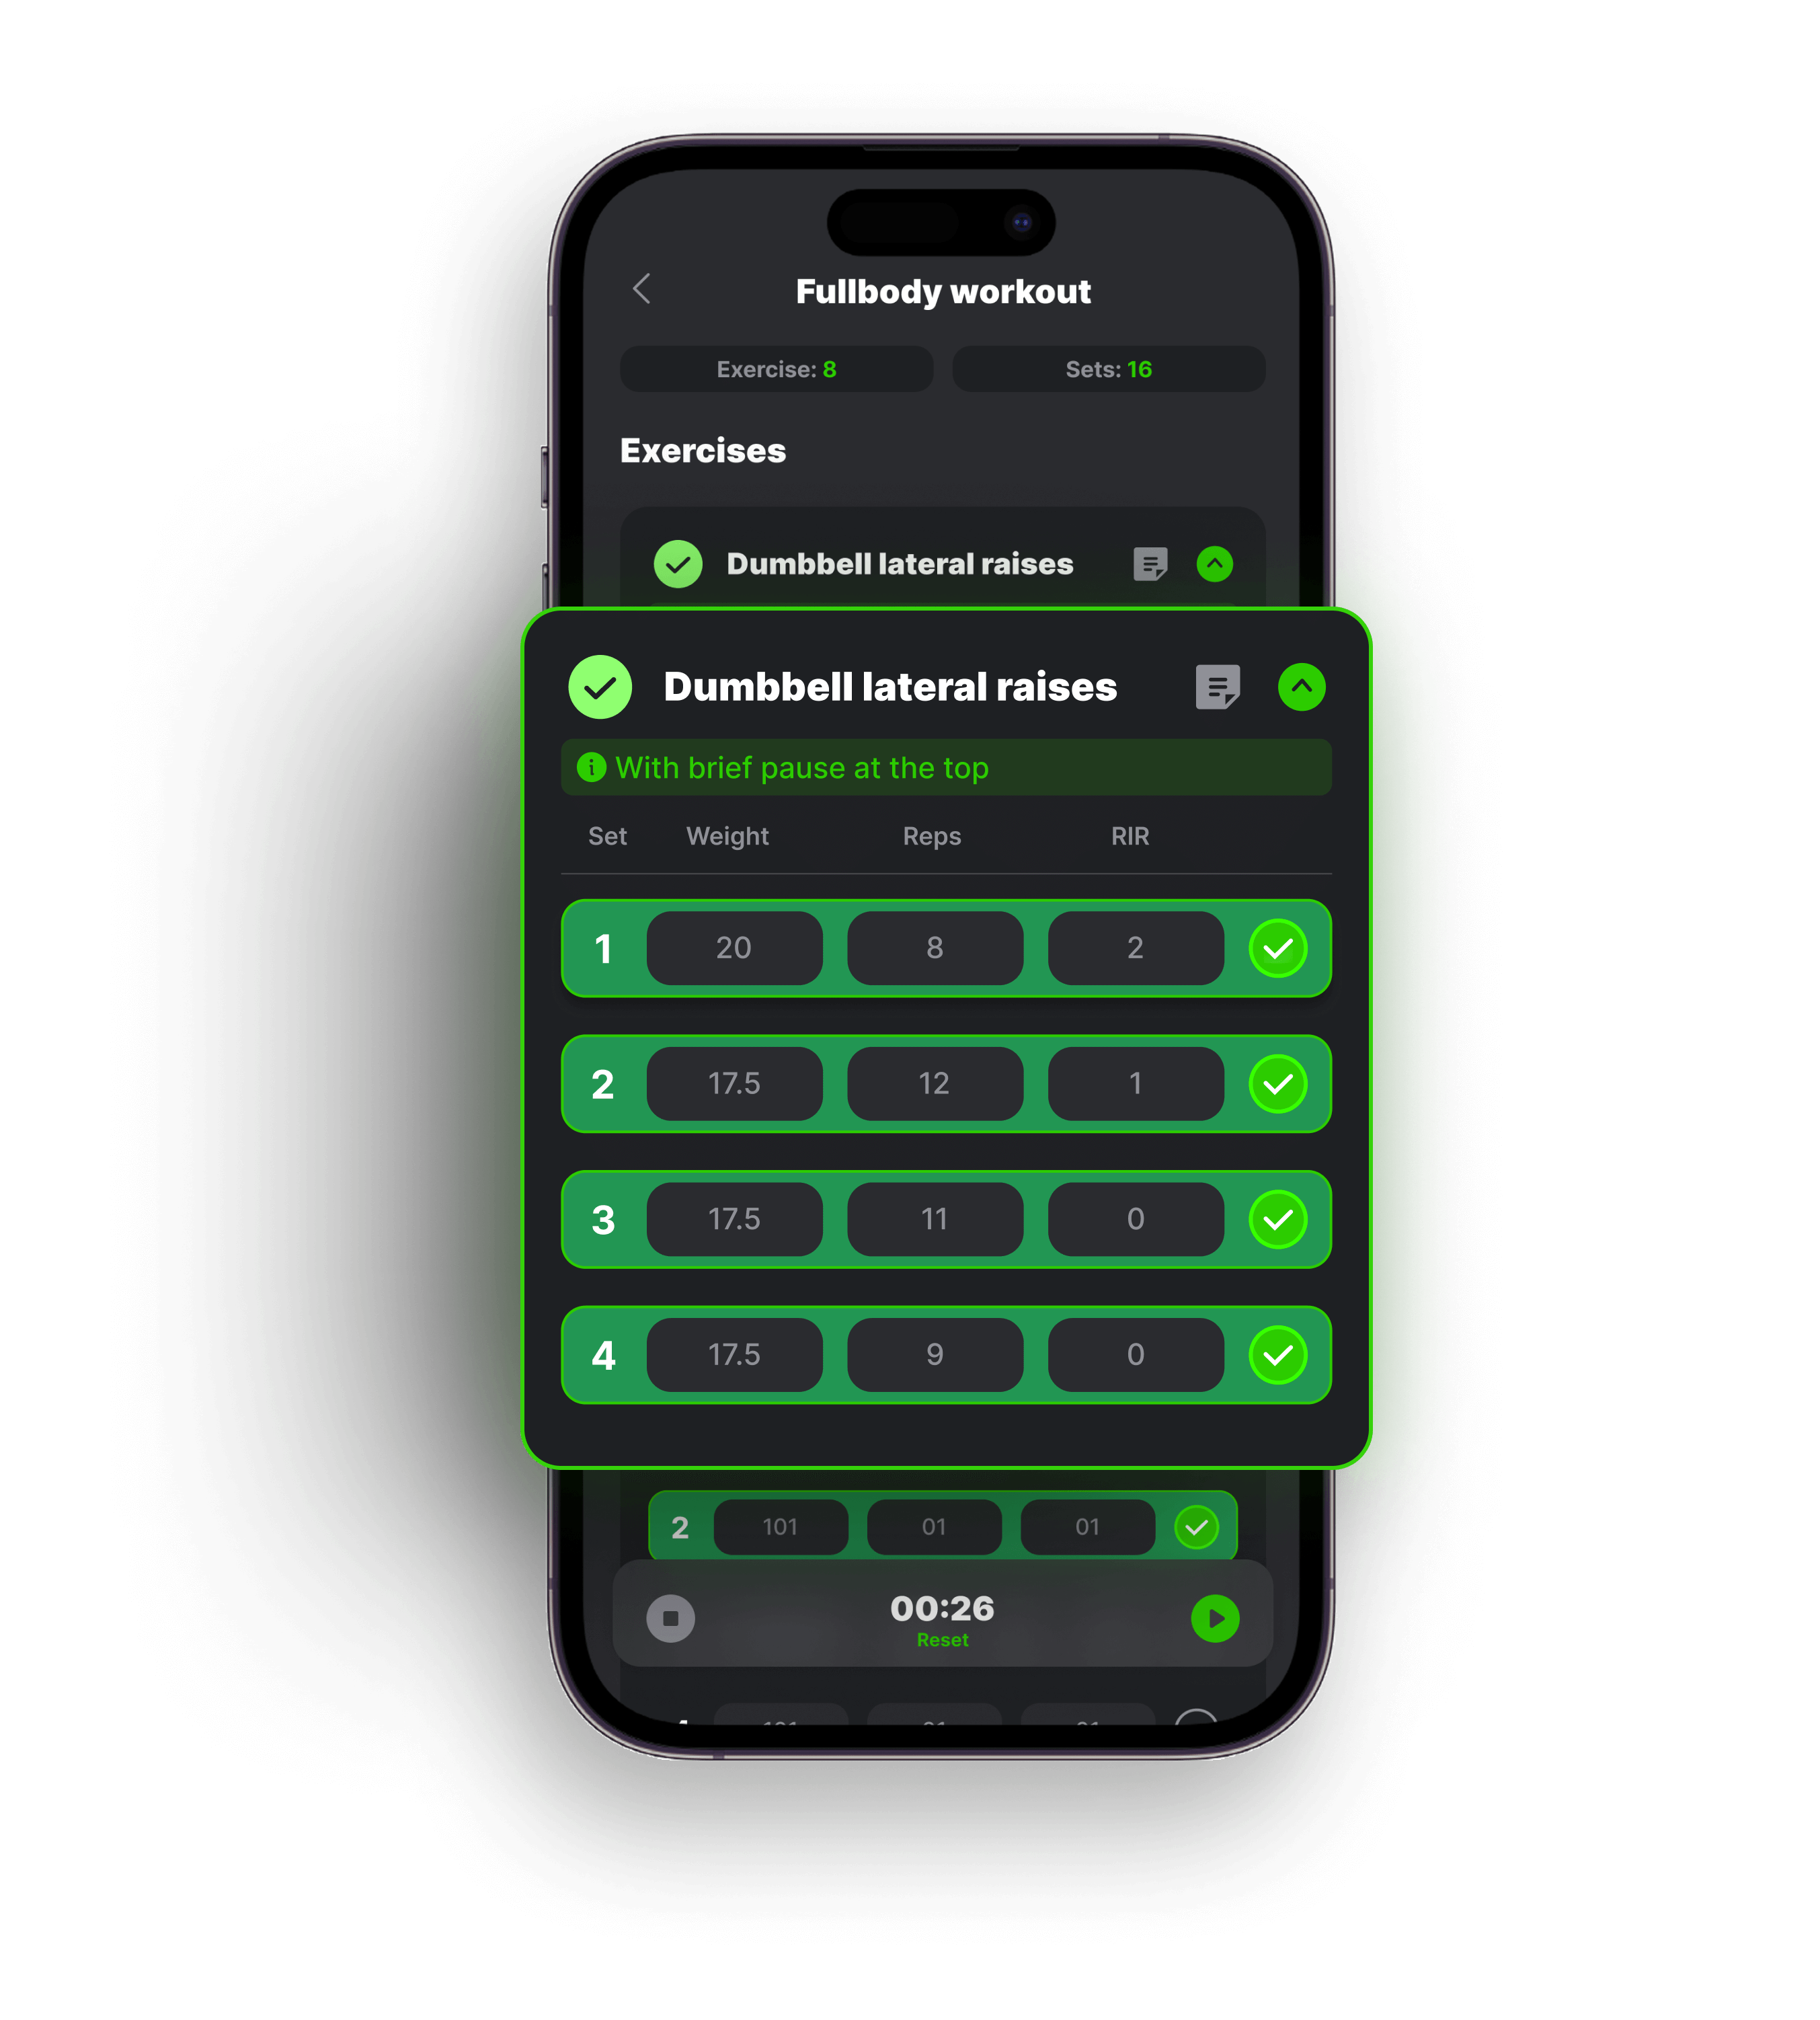 Fullbody workout
Exercise: 8
Sets: 16
Exercises
Dumbbell lateral raises
Dumbbell lateral raises
With brief pause at the top
Set Weight Reps RIR
1 20 8 2
2 17.5 12 1
3 17.5 11 0
4 17.5 9 0
2 101 01 01
00:26
Reset